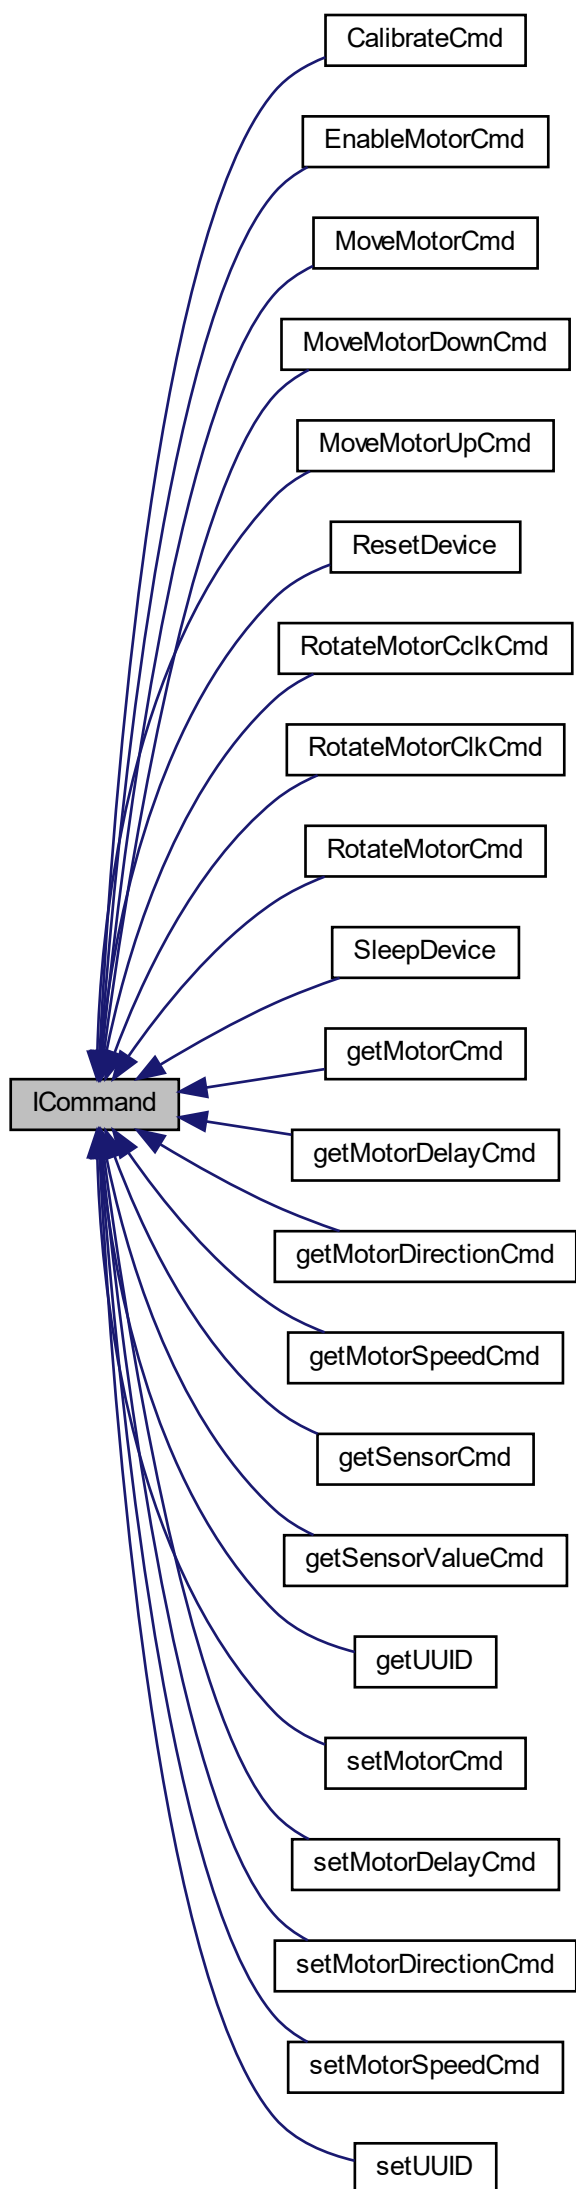 CalibrateCmd
EnableMotorCmd
MoveMotorCmd
MoveMotorDownCmd
MoveMotorUpCmd
ResetDevice
RotateMotorCclkCmd
RotateMotorClkCmd
RotateMotorCmd
SleepDevice
getMotorCmd
ICommand
getMotorDelayCmd
getMotorDirectionCmd
getMotorSpeedCmd
getSensorCmd
getSensorValueCmd
getUUID
setMotorCmd
setMotorDelayCmd
setMotorDirectionCmd
setMotorSpeedCmd
setUUID